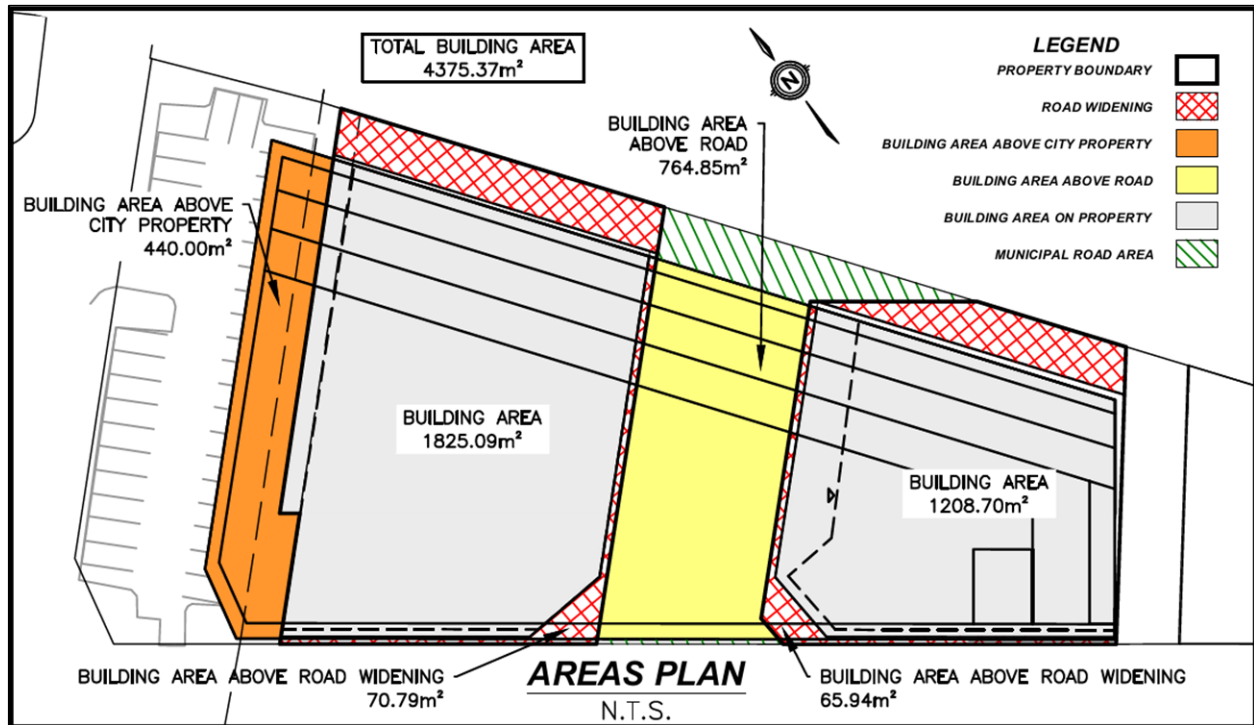 TOTAL BUILDING AREA
4375.37m²
N
LEGEND
PROPERTY BOUNDARY
ROAD WIDENING
BUILDING AREA ABOVE CITY PROPERTY
BUILDING AREA ABOVE ROAD
BUILDING AREA ON PROPERTY
MUNICIPAL ROAD AREA
BUILDING AREA
ABOVE ROAD
764.85m²
BUILDING AREA ABOVE
CITY PROPERTY
440.00m²
BUILDING AREA
1825.09m²
BUILDING AREA
1208.70m²
BUILDING AREA ABOVE ROAD WIDENING
70.79m²
AREAS PLAN
N.T.S.
BUILDING AREA ABOVE ROAD WIDENING
65.94m²